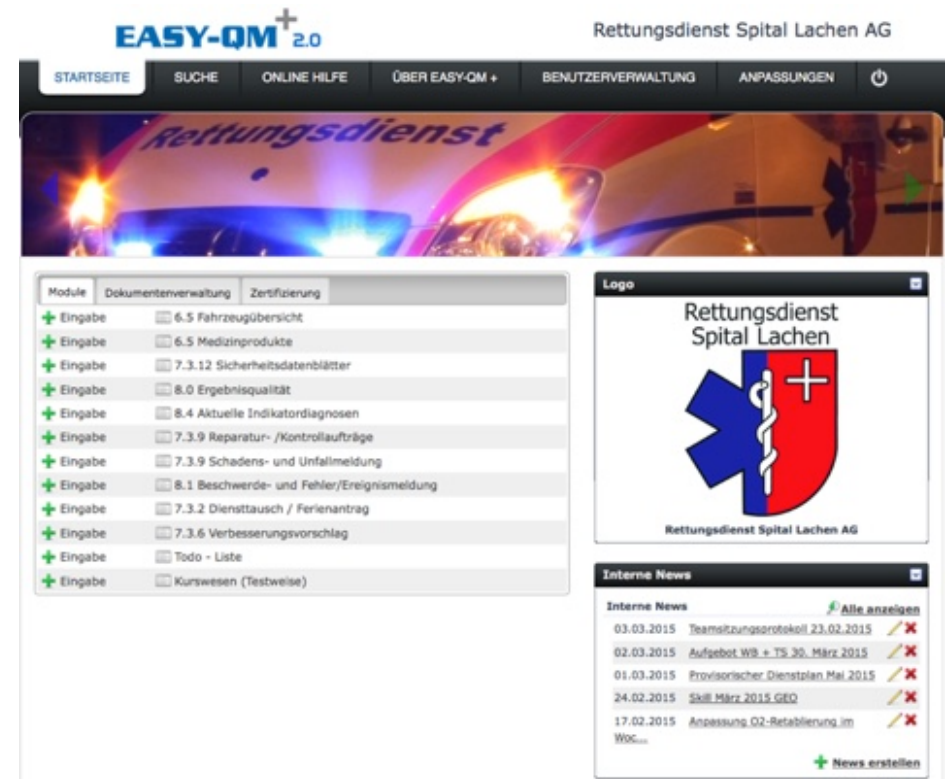 EASY-QM+ 2.0
Rettungsdienst Spital Lachen AG
STARTSEITE SUCHE ONLINE HILFE ÜBER EASY-QM + BENUTZERVERWALTUNG ANPASSUNGEN
Rettungsdienst
Module Dokumentenverwaltung Zertifizierung
Eingabe 6.5 Fahrzeugübersicht
Eingabe 6.5 Medizinprodukte
Eingabe 7.3.12 Sicherheitsdatenblätter
Eingabe 8.0 Ergebnisqualität
Eingabe 8.4 Aktuelle Indikatordiagnosen
Eingabe 7.3.9 Reparatur- /Kontrollaufträge
Eingabe 7.3.9 Schadens- und Unfallmeldung
Eingabe 8.1 Beschwerde- und Fehler/Ereignismeldung
Eingabe 7.3.2 Diensttausch / Ferienantrag
Eingabe 7.3.6 Verbesserungsvorschlag
Eingabe Todo - Liste
Eingabe Kurswesen (Testweise)
Logo
Rettungsdienst
Spital Lachen
Rettungsdienst Spital Lachen AG
Interne News
Interne News Alle anzeigen
03.03.2015 Teamsitzungsprotokoll 23.02.2015
02.03.2015 Aufgebot WB + TS 30. März 2015
01.03.2015 Provisorischer Dienstplan Mai 2015
24.02.2015 Skill März 2015 GEO
17.02.2015 Anpassung O2-Retablierung im
Woc...
News erstellen